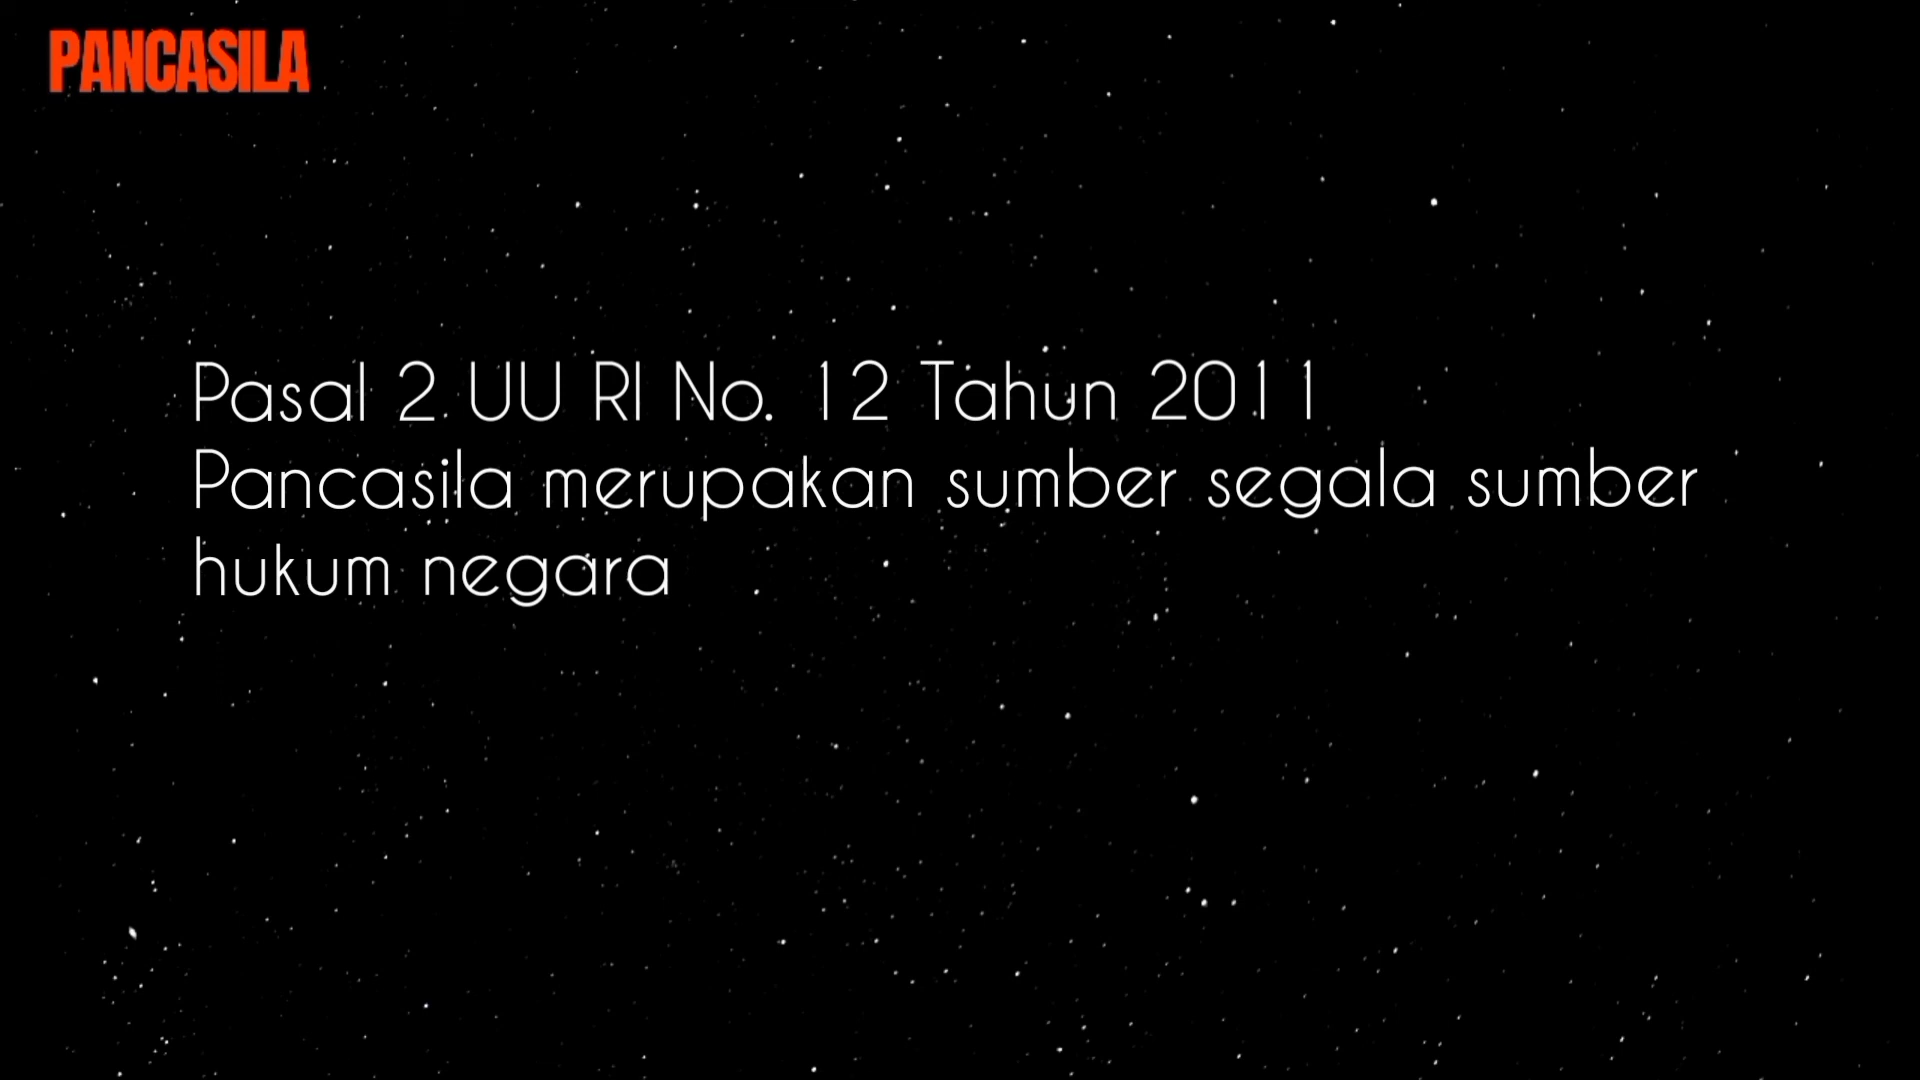 PANCASILA
Pasal 2 UU RI No. 12 Tahun 2011
Pancasila merupakan sumber segala sumber
hukum negara